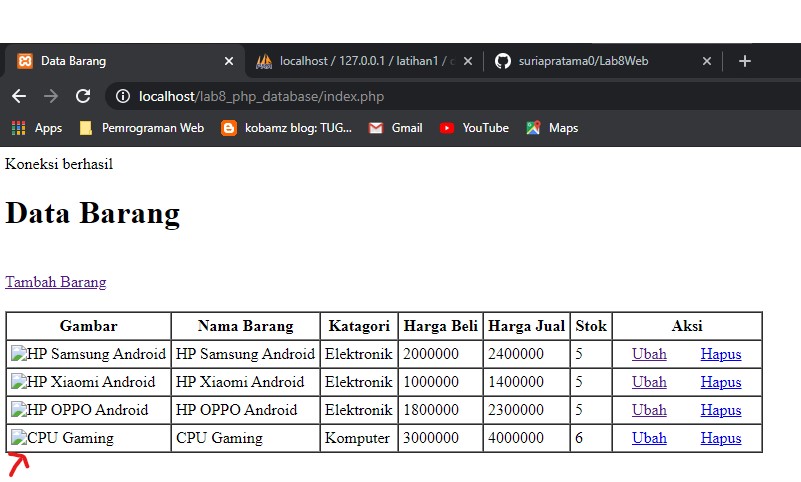 Data Barang
localhost / 127.0.0.1 / latihan1 /
suriapratama0/Lab8Web
localhost/lab8_php_database/index.php
Apps Pemrograman Web kobamz blog: TUG... Gmail YouTube Maps
Koneksi berhasil
Data Barang
Tambah Barang
Gambar Nama Barang Katagori Harga Beli Harga Jual Stok Aksi
HP Samsung Android HP Samsung Android Elektronik 2000000 2400000 5 Ubah Hapus
HP Xiaomi Android HP Xiaomi Android Elektronik 1000000 1400000 5 Ubah Hapus
HP OPPO Android HP OPPO Android Elektronik 1800000 2300000 5 Ubah Hapus
CPU Gaming CPU Gaming Komputer 3000000 4000000 6 Ubah Hapus